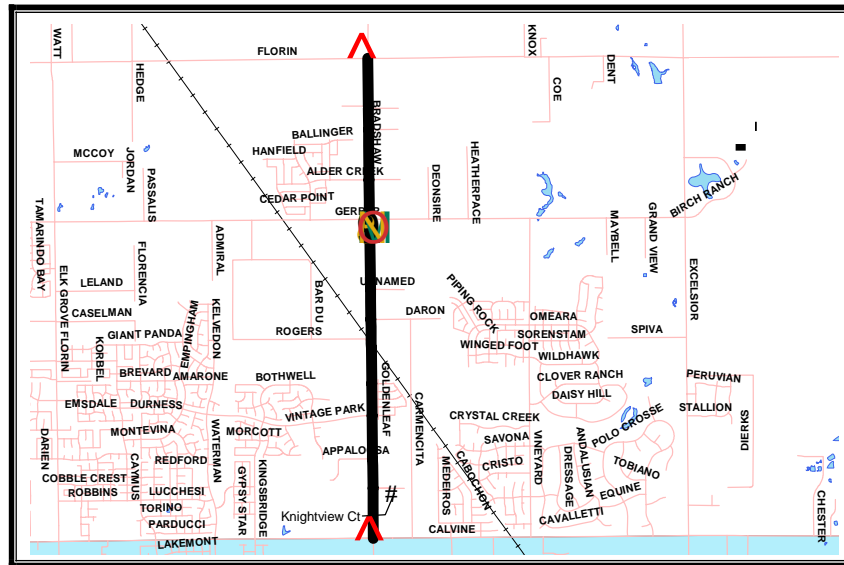 WATT
FLORIN
KNOX
HEDGE
DENT
COE
BRADSHAW
BALLINGER
HANFIELD
MCCOY
JORDAN
PASSALIS
ALDER CREEK
DEONSIRE
HEATHERPACE
I
BIRCH RANCH
CEDAR POINT
TAMARINDO BAY
GERBER
MAYBELL
GRAND VIEW
ADMIRAL
FLORENCIA
ELK GROVE FLORIN
LELAND
BAR DU
UNNAMED
PIPING ROCK
EXCELSIOR
CASELMAN
EMPINGHAM
KELVEDON
DARON
OMEARA
GIANT PANDA
ROGERS
SORENSTAM
SPIVA
KORBEL
WINGED FOOT
WILDHAWK
BREVARD
AMARONE
BOTHWELL
GOLDENLEAF
CLOVER RANCH
PERUVIAN
DAISY HILL
EMSDALE
DURNESS
VINTAGE PARK
CARMENCITA
CRYSTAL CREEK
STALLION
DIERNS
DARIEN
MONTEVINA
WATERMAN
MORCOTT
SAVONA
VINEYARD
ANDALUSIAN
POLO CROSSE
APPALOOSA
REDFORD
CRISTO
DRESSAGE
TOBIANO
COBBLE CREST
CAYMUS
GYPSY STAR
KINGSBRIDGE
MEDEIROS
CABOCHON
ROBBINS
LUCCHESI
EQUINE
CHESTER
TORINO
#
Knightview Ct
PARDUCCI
CALVINE
CAVALLETTI
LAKEMONT